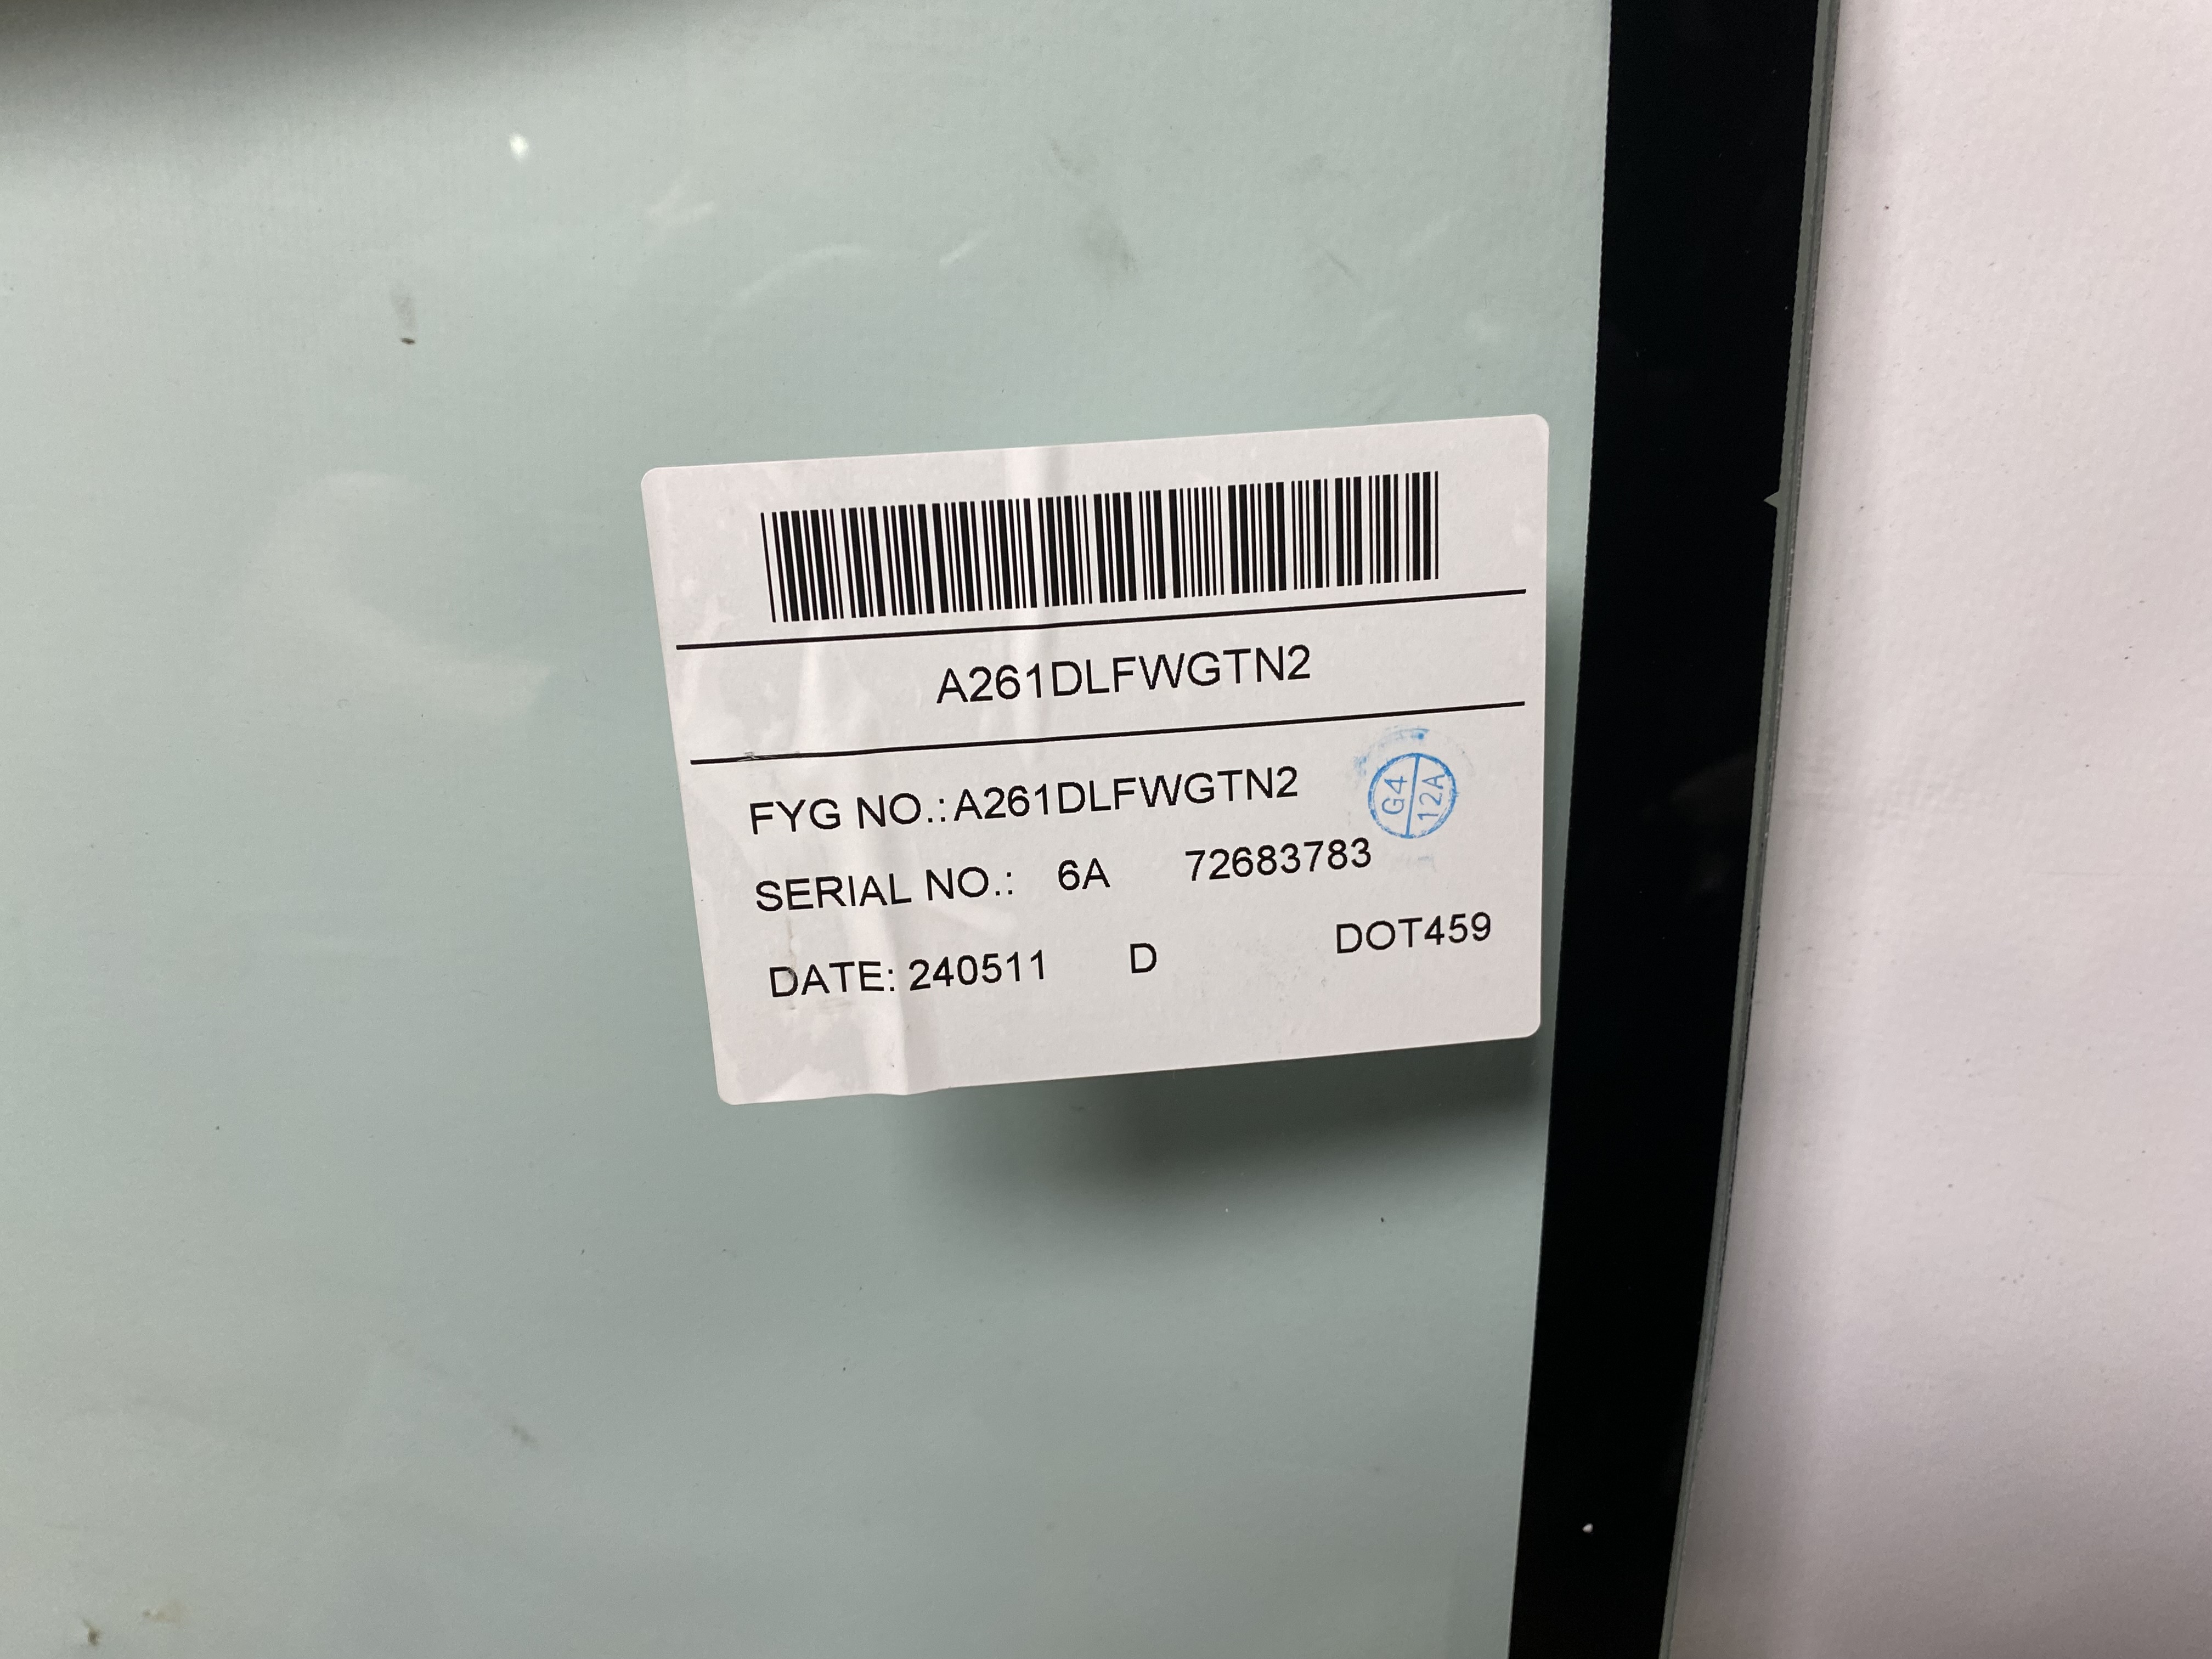 A261DLFWGTN2
FYG NO.:A261DLFWGTN2
G4
12A
SERIAL NO.: 6A 72683783
DATE: 240511 D DOT459